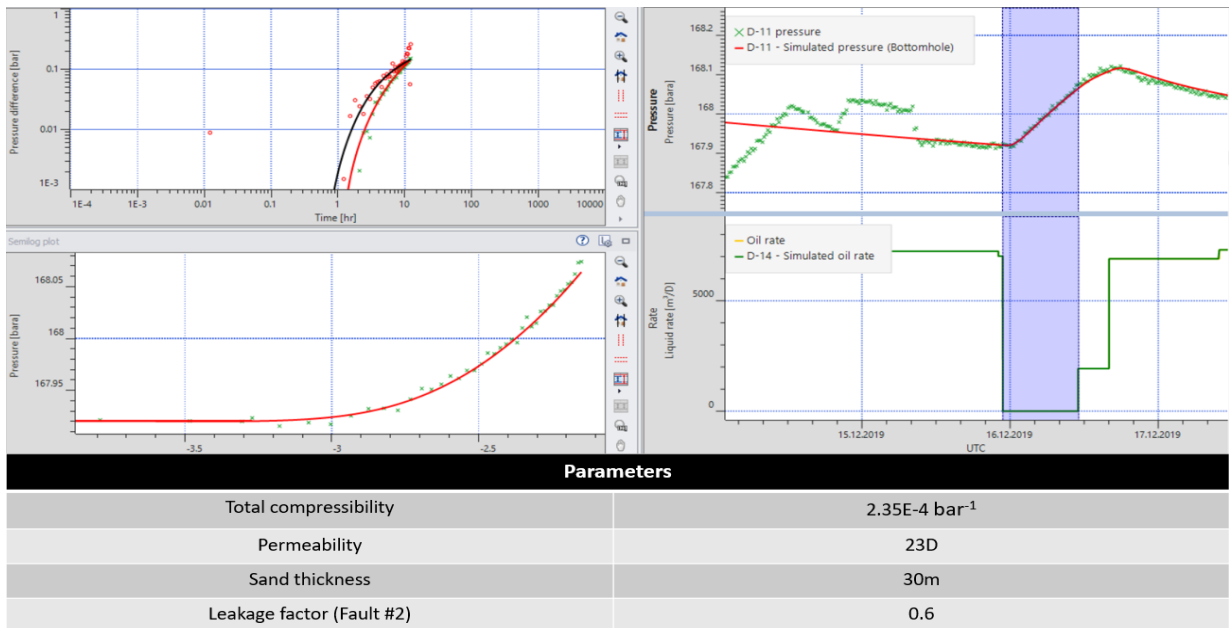 1
0.1
0.01
1E-3
Pressure difference [bar]
1E-4
1E-3
0.01
0.1
1
10
100
1000
10000
Time [hr]
Semlog plot
?
168.05
168
167.95
Pressure [bara]
-3.5
-3
-2.5
168.2
168.1
168
167.9
167.8
Pressure
Pressure [bara]
D-11 pressure
D-11 - Simulated pressure (Bottomhole)
Oil rate
D-14 - Simulated oil rate
5000
0
Rate
Liquid rate [m³/D]
15.12.2019
16.12.2019
17.12.2019
UTC
Parameters
Total compressibility 2.35E-4 bar⁻¹
Permeability 23D
Sand thickness 30m
Leakage factor (Fault #2) 0.6